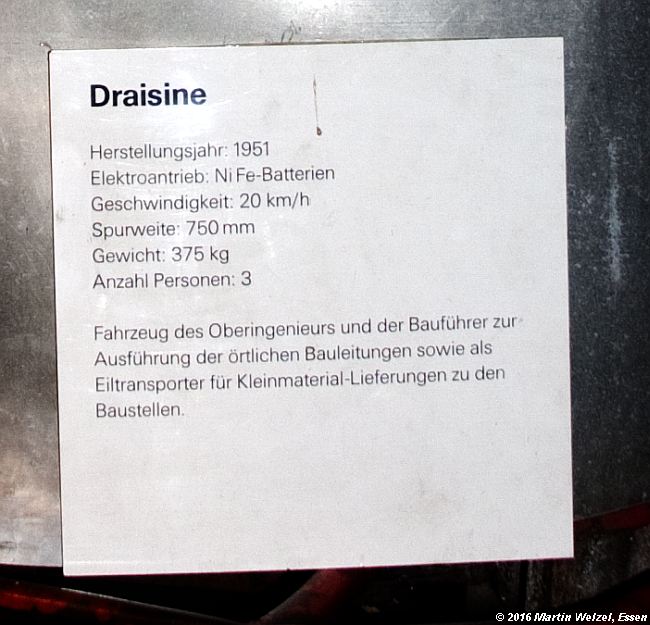 Draisine
Herstellungsjahr: 1951
Elektroantrieb: NiFe-Batterien
Geschwindigkeit: 20 km/h
Spurweite: 750 mm
Gewicht: 375 kg
Anzahl Personen: 3
Fahrzeug des Oberingenieurs und der Bauführer zur
Ausführung der örtlichen Bauleitungen sowie als
Eiltransporter für Kleinmaterial-Lieferungen zu den
Baustellen.
© 2016 Martin Welzel, Essen